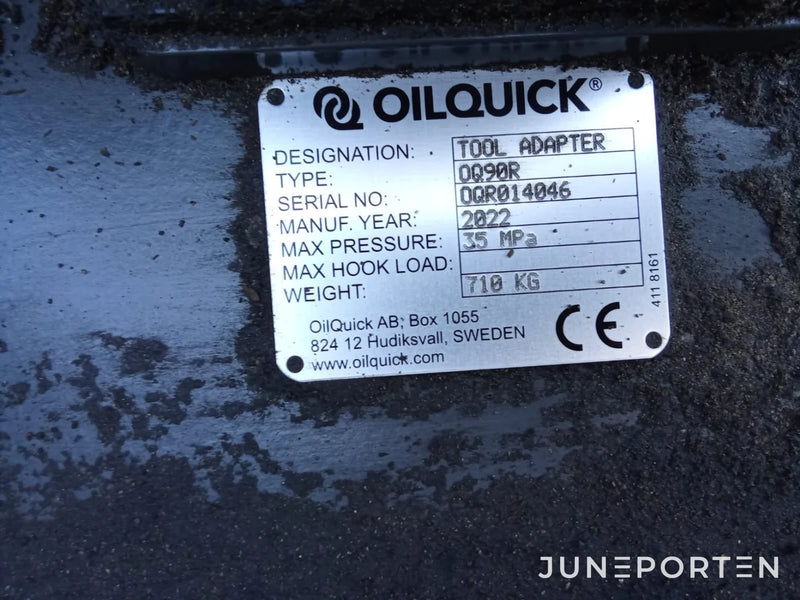 OILQUICK®
DESIGNATION: TOOL ADAPTER
TYPE: OQ90R
SERIAL NO: OQR014046
MANUF. YEAR: 2022
MAX PRESSURE: 35 MPa
MAX HOOK LOAD:
WEIGHT: 710 KG
411 8161
OilQuick AB, Box 1055
824 12 Hudiksvall, SWEDEN
www.oilquick.com
CE
JUNEPORTEN